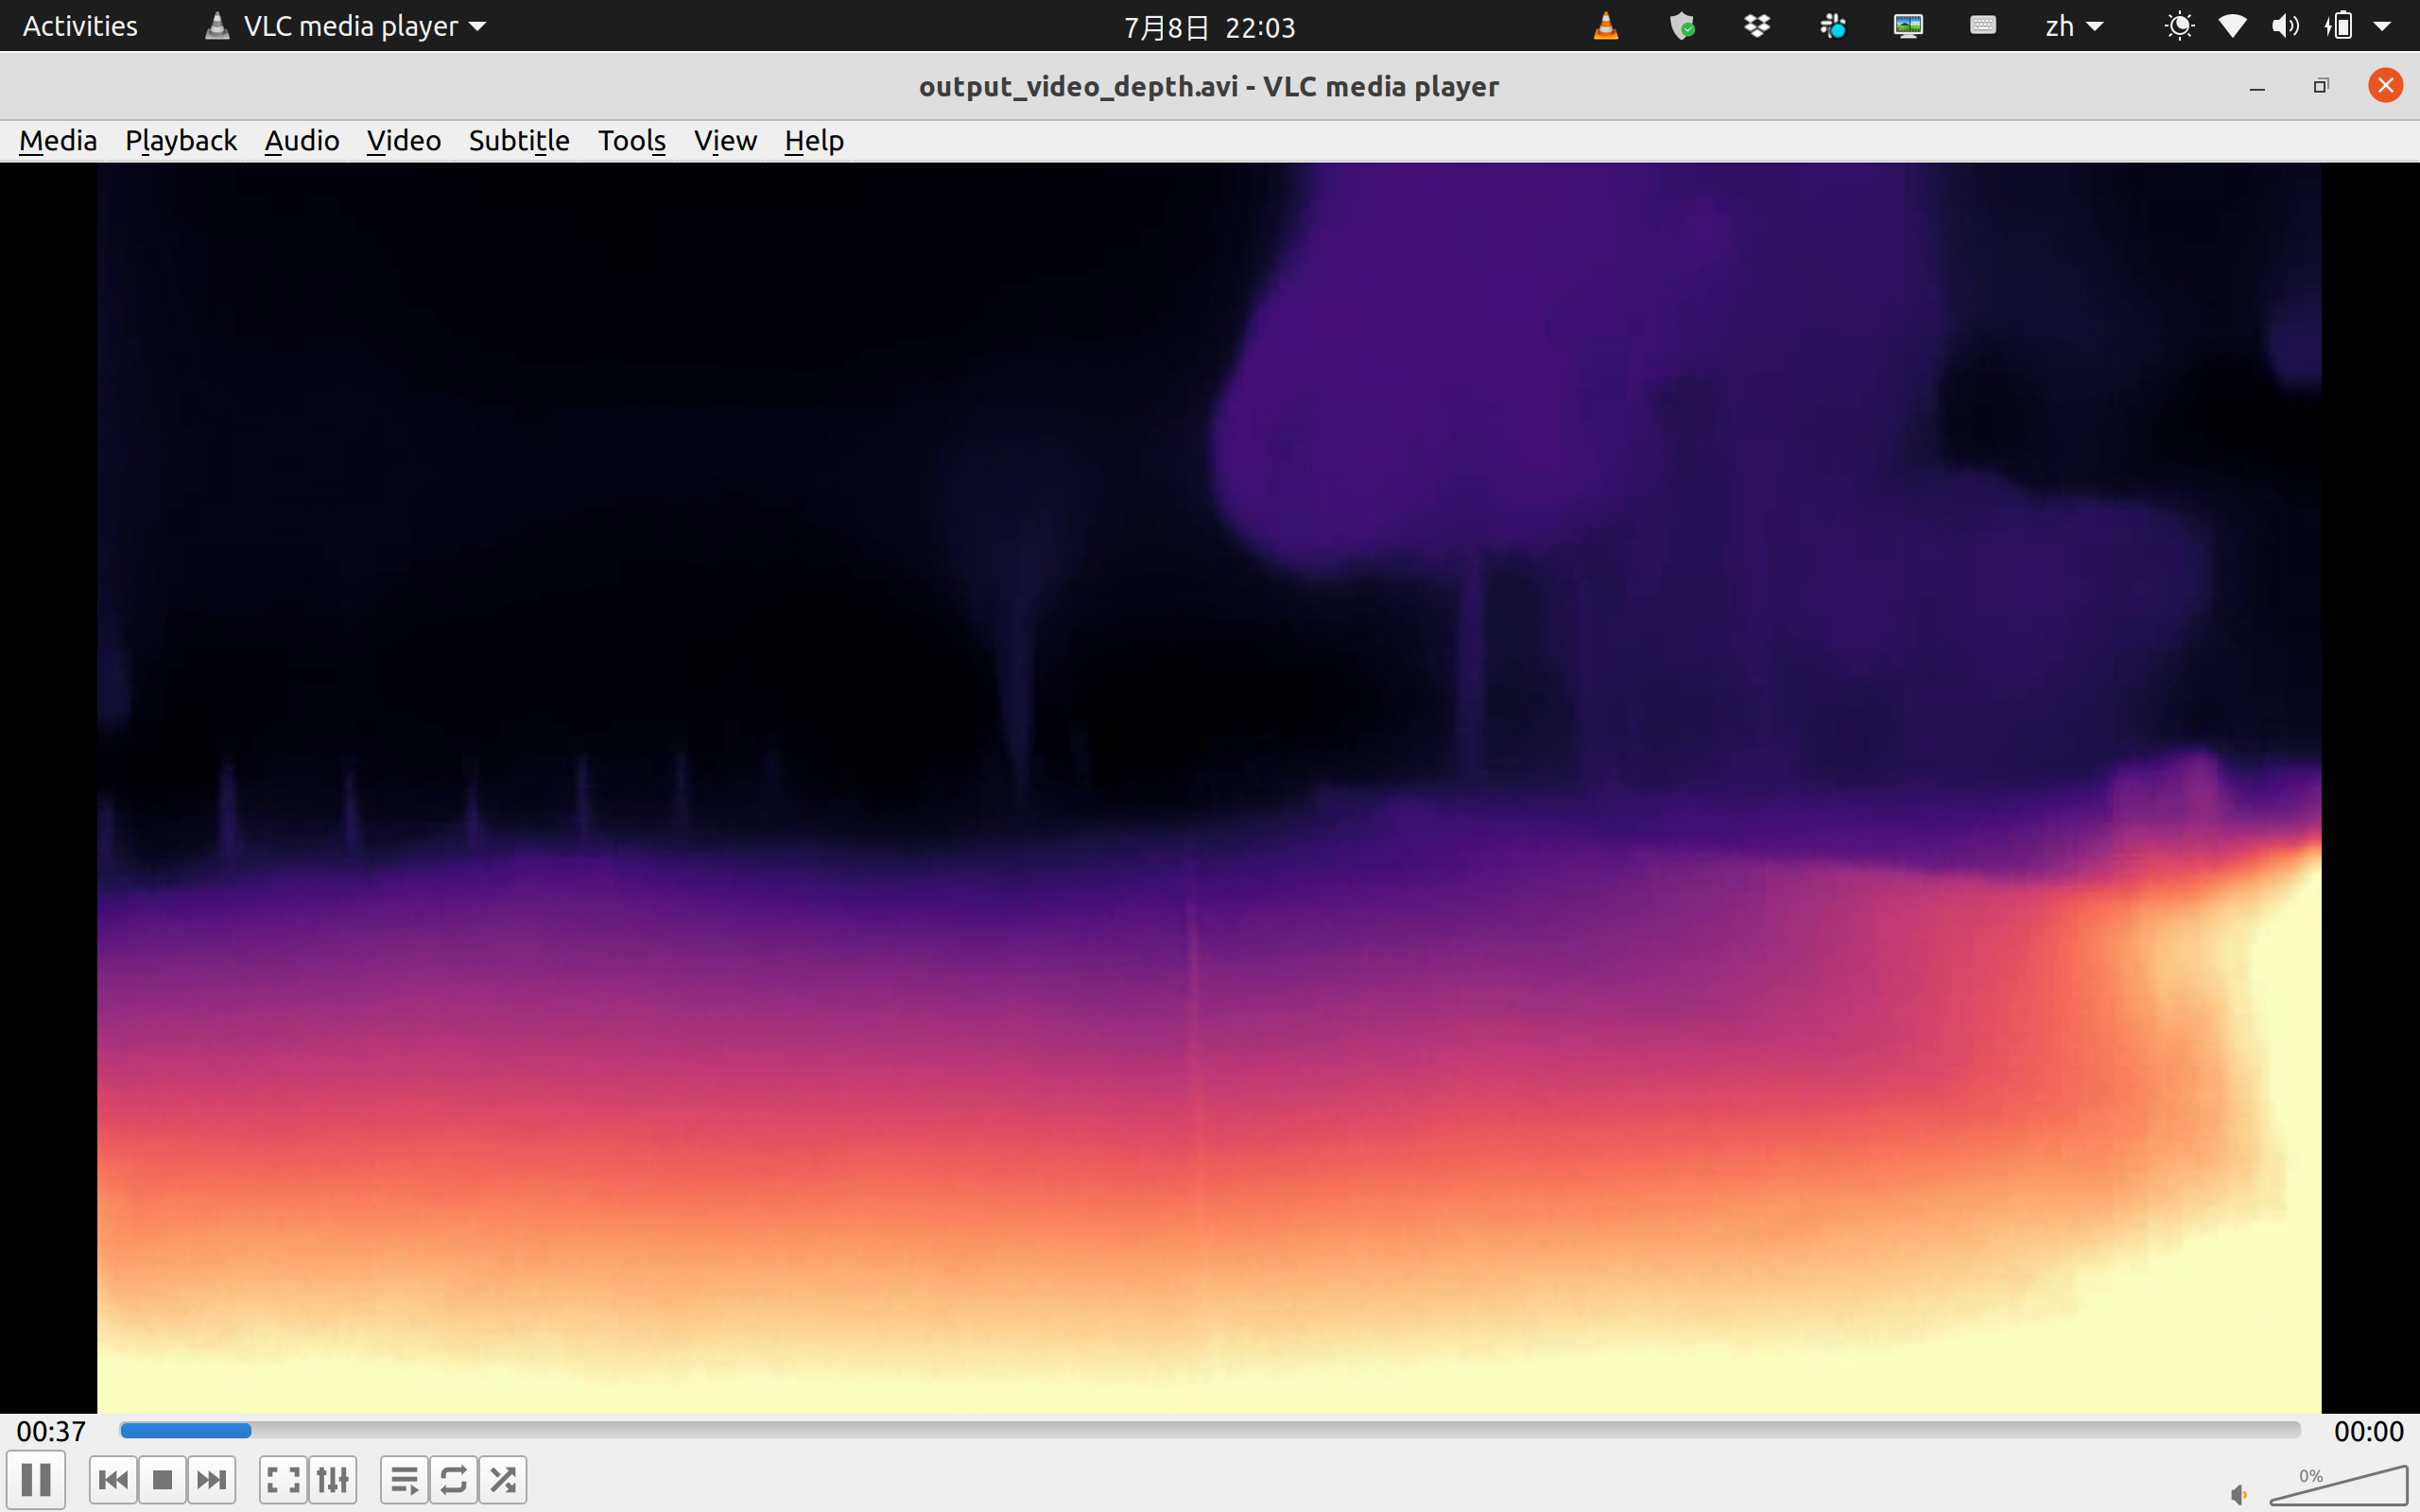 Activities VLC media player 7月8日 22:03 zh
output_video_depth.avi - VLC media player
Media Playback Audio Video Subtitle Tools View Help
00:37 00:00
0%